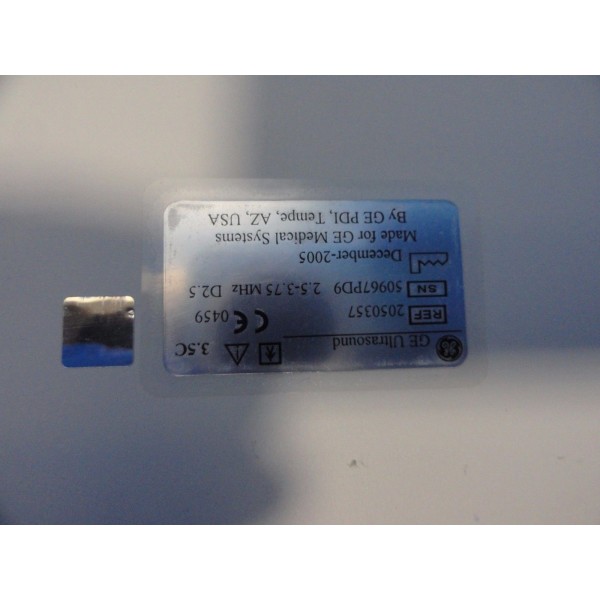 GE Ultrasound
3.5C
REF 2050357
CE 0459
SN 50967PD9 2.5-3.75 MHz D2.5
December-2005
Made for GE Medical Systems
By GE PDI, Tempe, AZ, USA